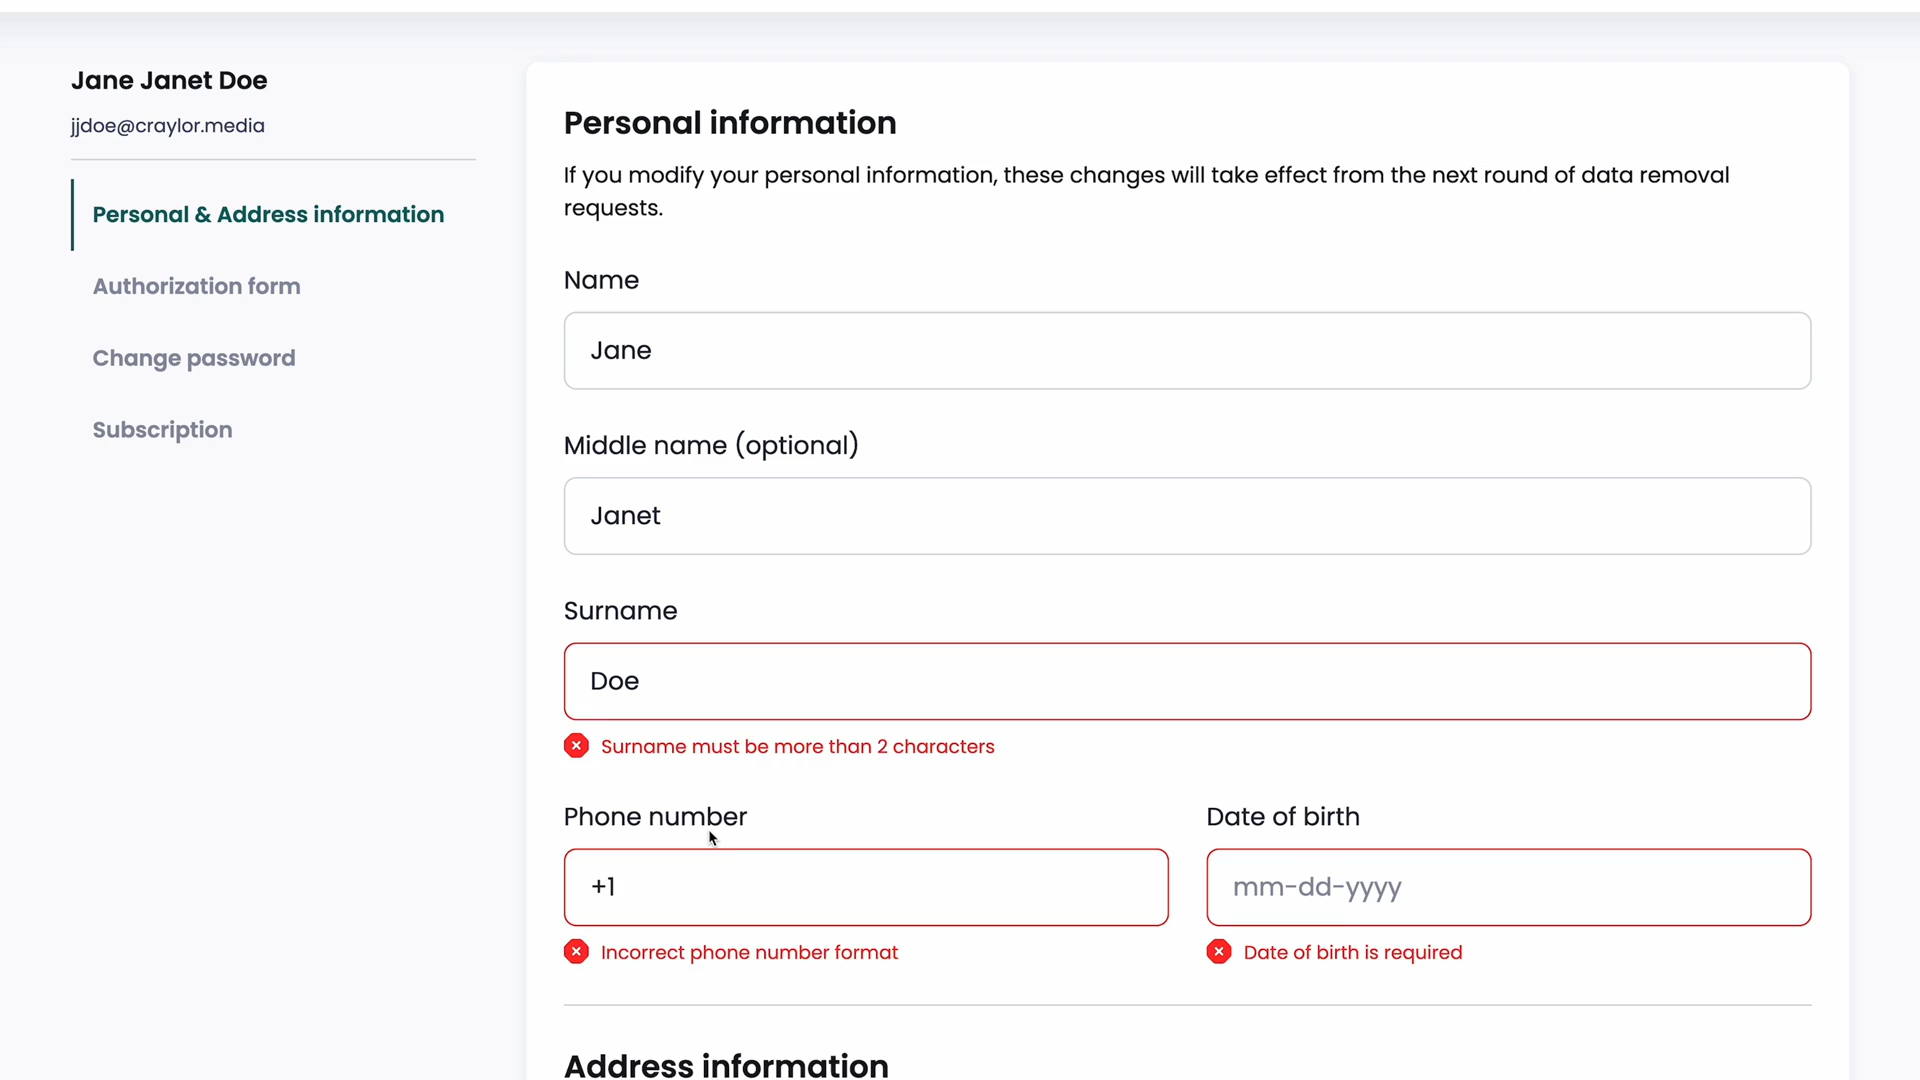 Jane Janet Doe
jjdoe@craylor.media
Personal & Address information
Authorization form
Change password
Subscription
Personal information
If you modify your personal information, these changes will take effect from the next round of data removal
requests.
Name
Jane
Middle name (optional)
Janet
Surname
Doe
Surname must be more than 2 characters
Phone number
+1
Incorrect phone number format
Date of birth
mm-dd-yyyy
Date of birth is required
Address information